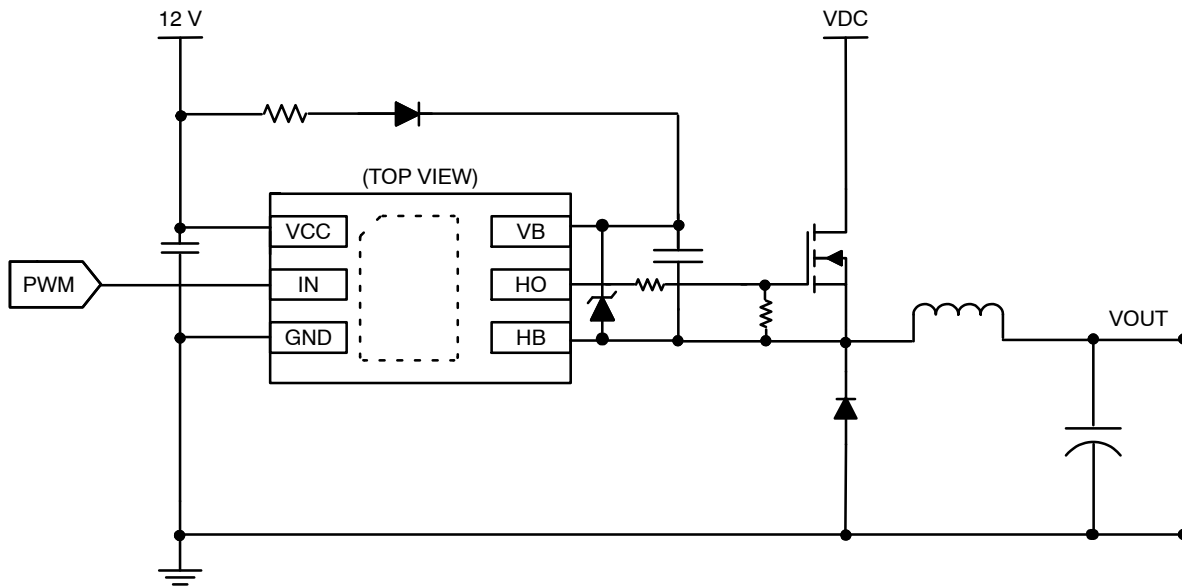 12 V
VDC
(TOP VIEW)
VCC
VB
PWM
IN
HO
GND
HB
VOUT